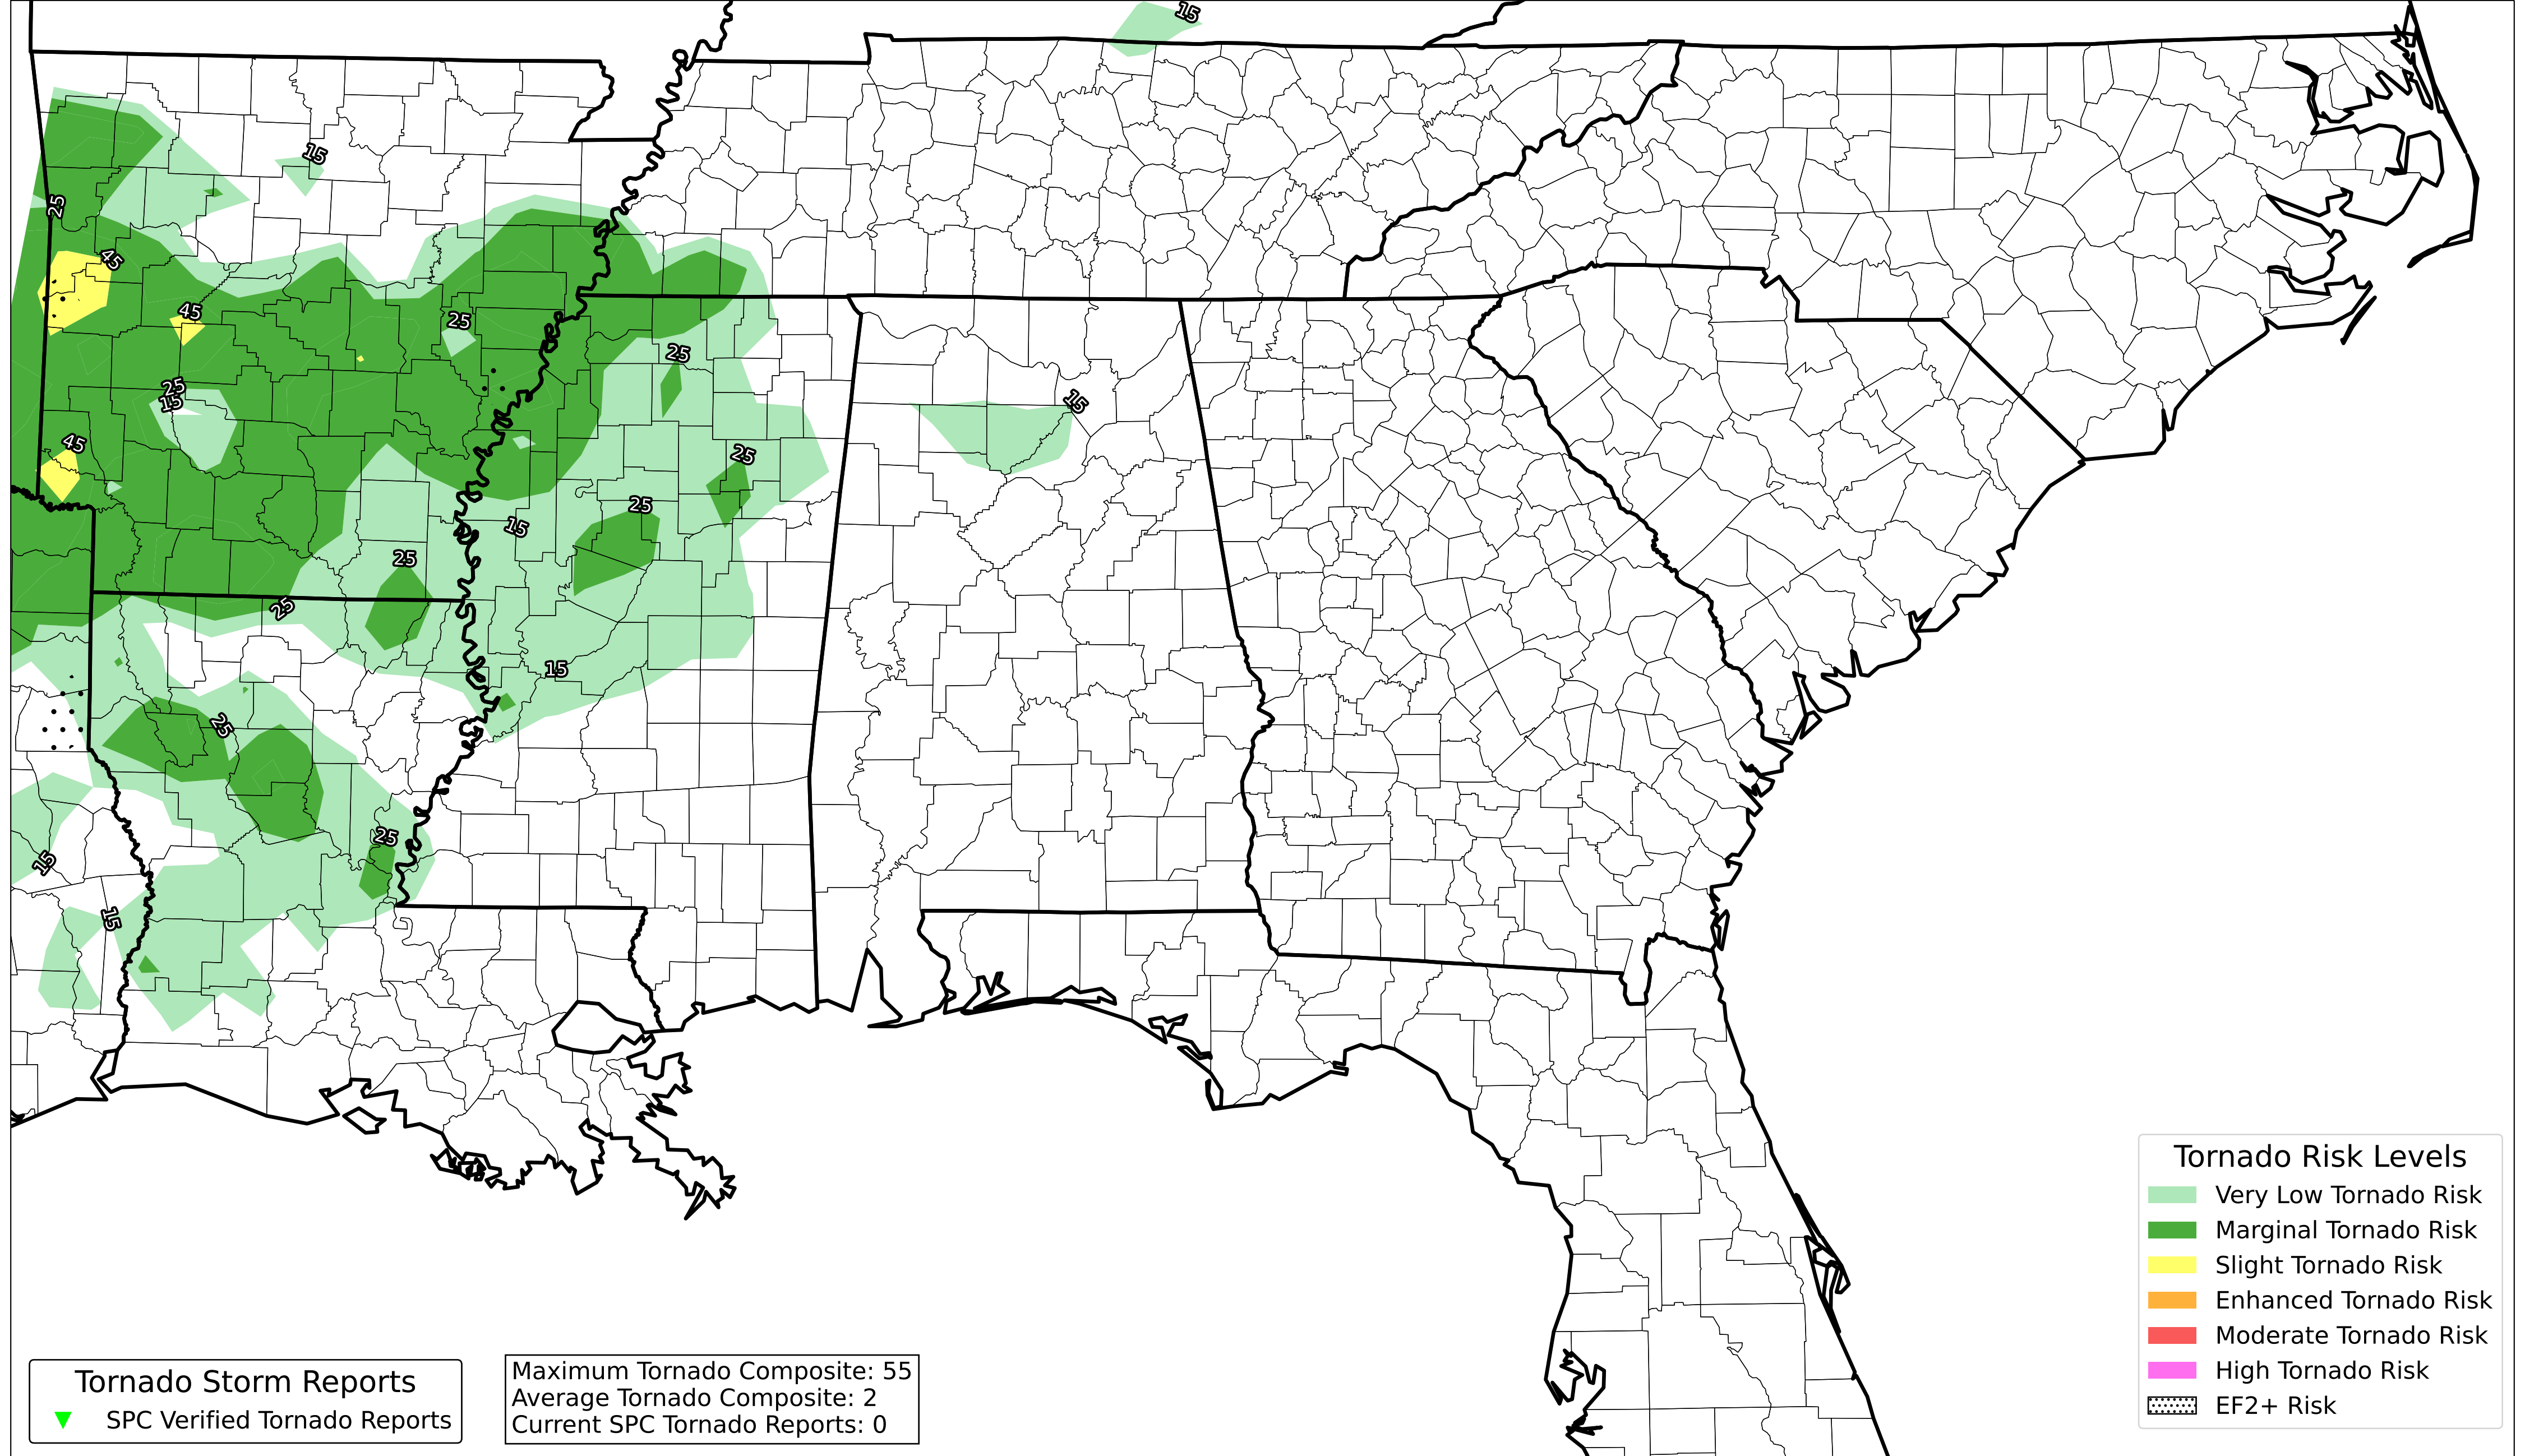 15
15
25
45
45
25
25
25
15
15
45
25
25
15
25
25
15
25
25
15
15
Tornado Risk Levels
Very Low Tornado Risk
Marginal Tornado Risk
Slight Tornado Risk
Enhanced Tornado Risk
Moderate Tornado Risk
High Tornado Risk
EF2+ Risk
Tornado Storm Reports
SPC Verified Tornado Reports
Maximum Tornado Composite: 55
Average Tornado Composite: 2
Current SPC Tornado Reports: 0